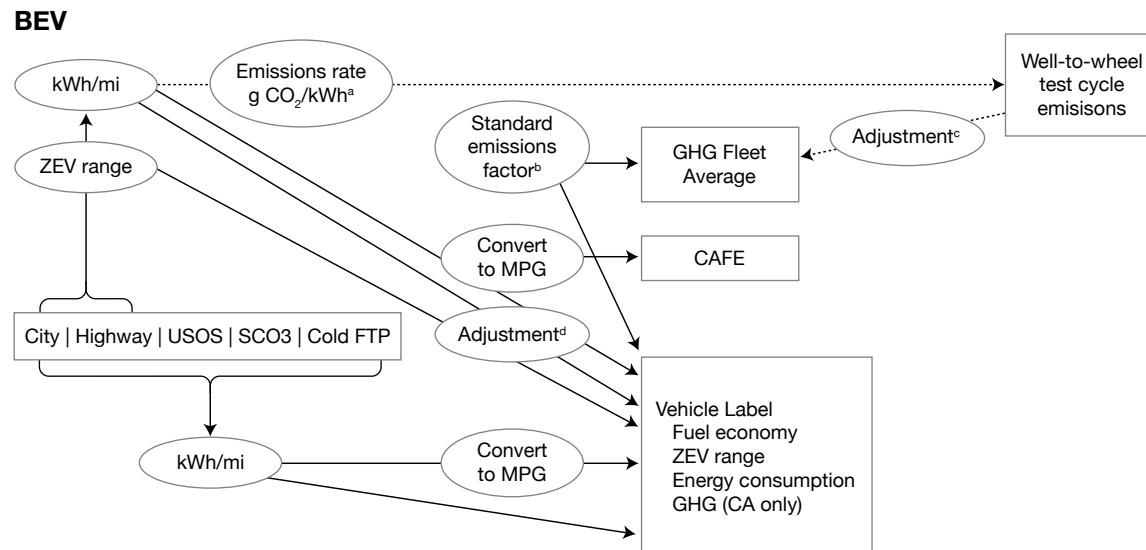 BEV
kWh/mi
Emissions rate
g CO₂/kWhᵃ
Well-to-wheel
test cycle
emisisons
Standard
emissions
factorᵇ
Adjustmentᶜ
ZEV range
GHG Fleet
Average
Convert
to MPG
CAFE
City | Highway | USOS | SCO3 | Cold FTP
Adjustmentᵈ
Vehicle Label
Fuel economy
ZEV range
Energy consumption
GHG (CA only)
kWh/mi
Convert
to MPG